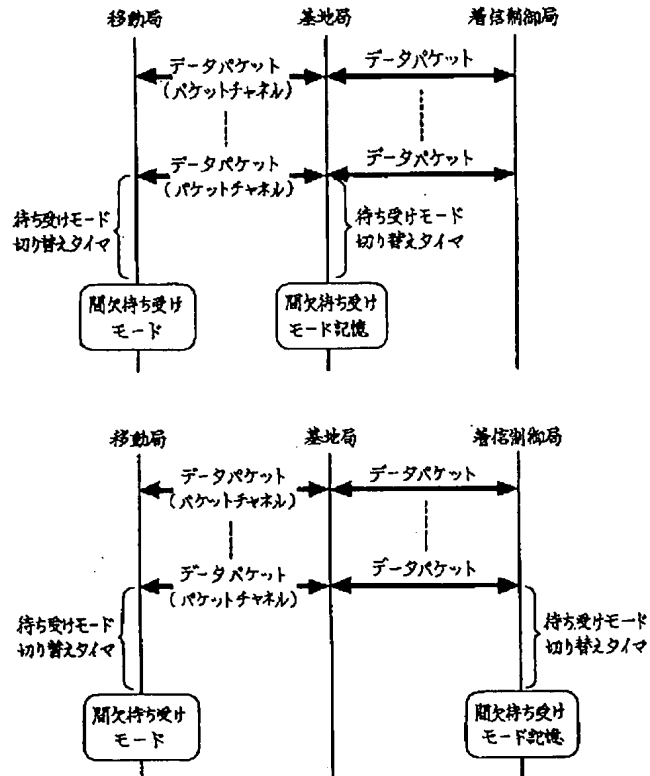 移動局
基地局
着信制御局
データパケット
(パケットチャネル)
データパケット
データパケット
(パケットチャネル)
データパケット
待ち受けモード
切り替えタイマ
待ち受けモード
切り替えタイマ
間欠待ち受け
モード
間欠待ち受け
モード記憶
移動局
基地局
着信制御局
データパケット
(パケットチャネル)
データパケット
データパケット
(パケットチャネル)
データパケット
待ち受けモード
切り替えタイマ
待ち受けモード
切り替えタイマ
間欠待ち受け
モード
間欠待ち受け
モード記憶